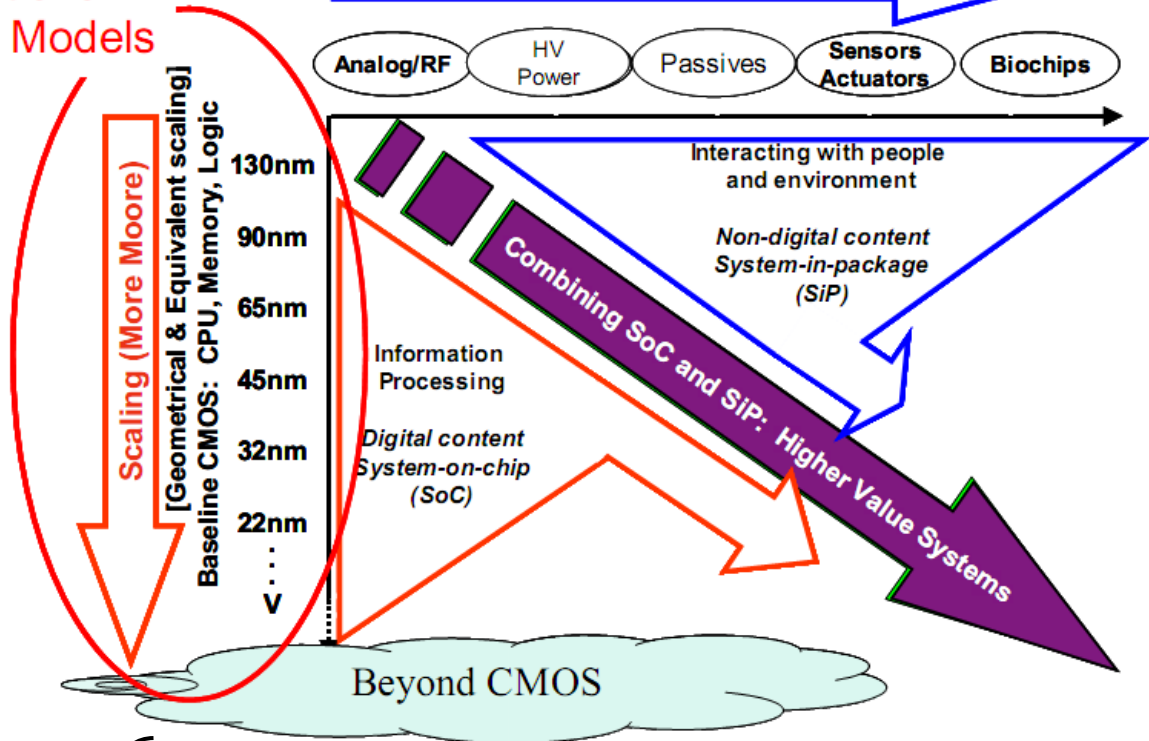 Models
Analog/RF
HV
Power
Passives
Sensors
Actuators
Biochips
Scaling (More Moore)
[Geometrical & Equivalent scaling]
Baseline CMOS: CPU, Memory, Logic
130nm
90nm
65nm
45nm
32nm
22nm
V
Interacting with people
and environment
Non-digital content
System-in-package
(SiP)
Combining SoC and SiP: Higher Value Systems
Information
Processing
Digital content
System-on-chip
(SoC)
Beyond CMOS